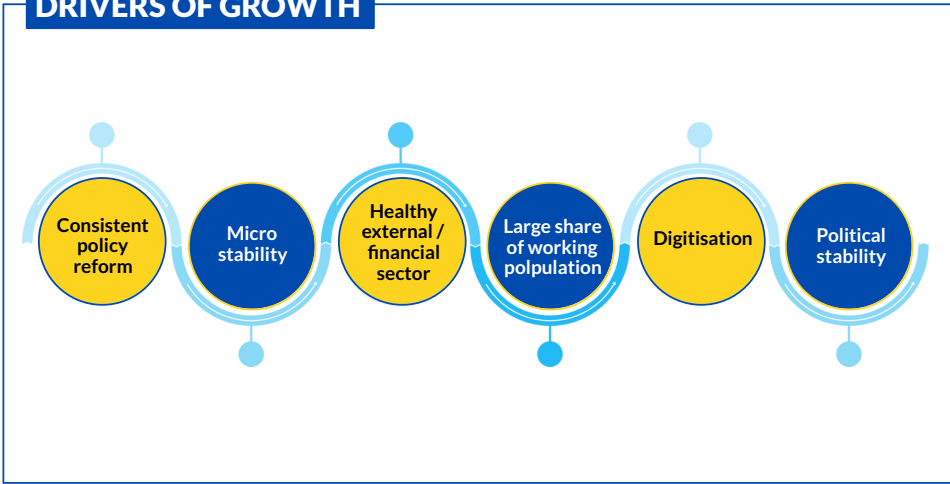 DRIVERS OF GROWTH
Consistent
policy
reform
Micro
stability
Healthy
external /
financial
sector
Large share
of working
polpulation
Digitisation
Political
stability